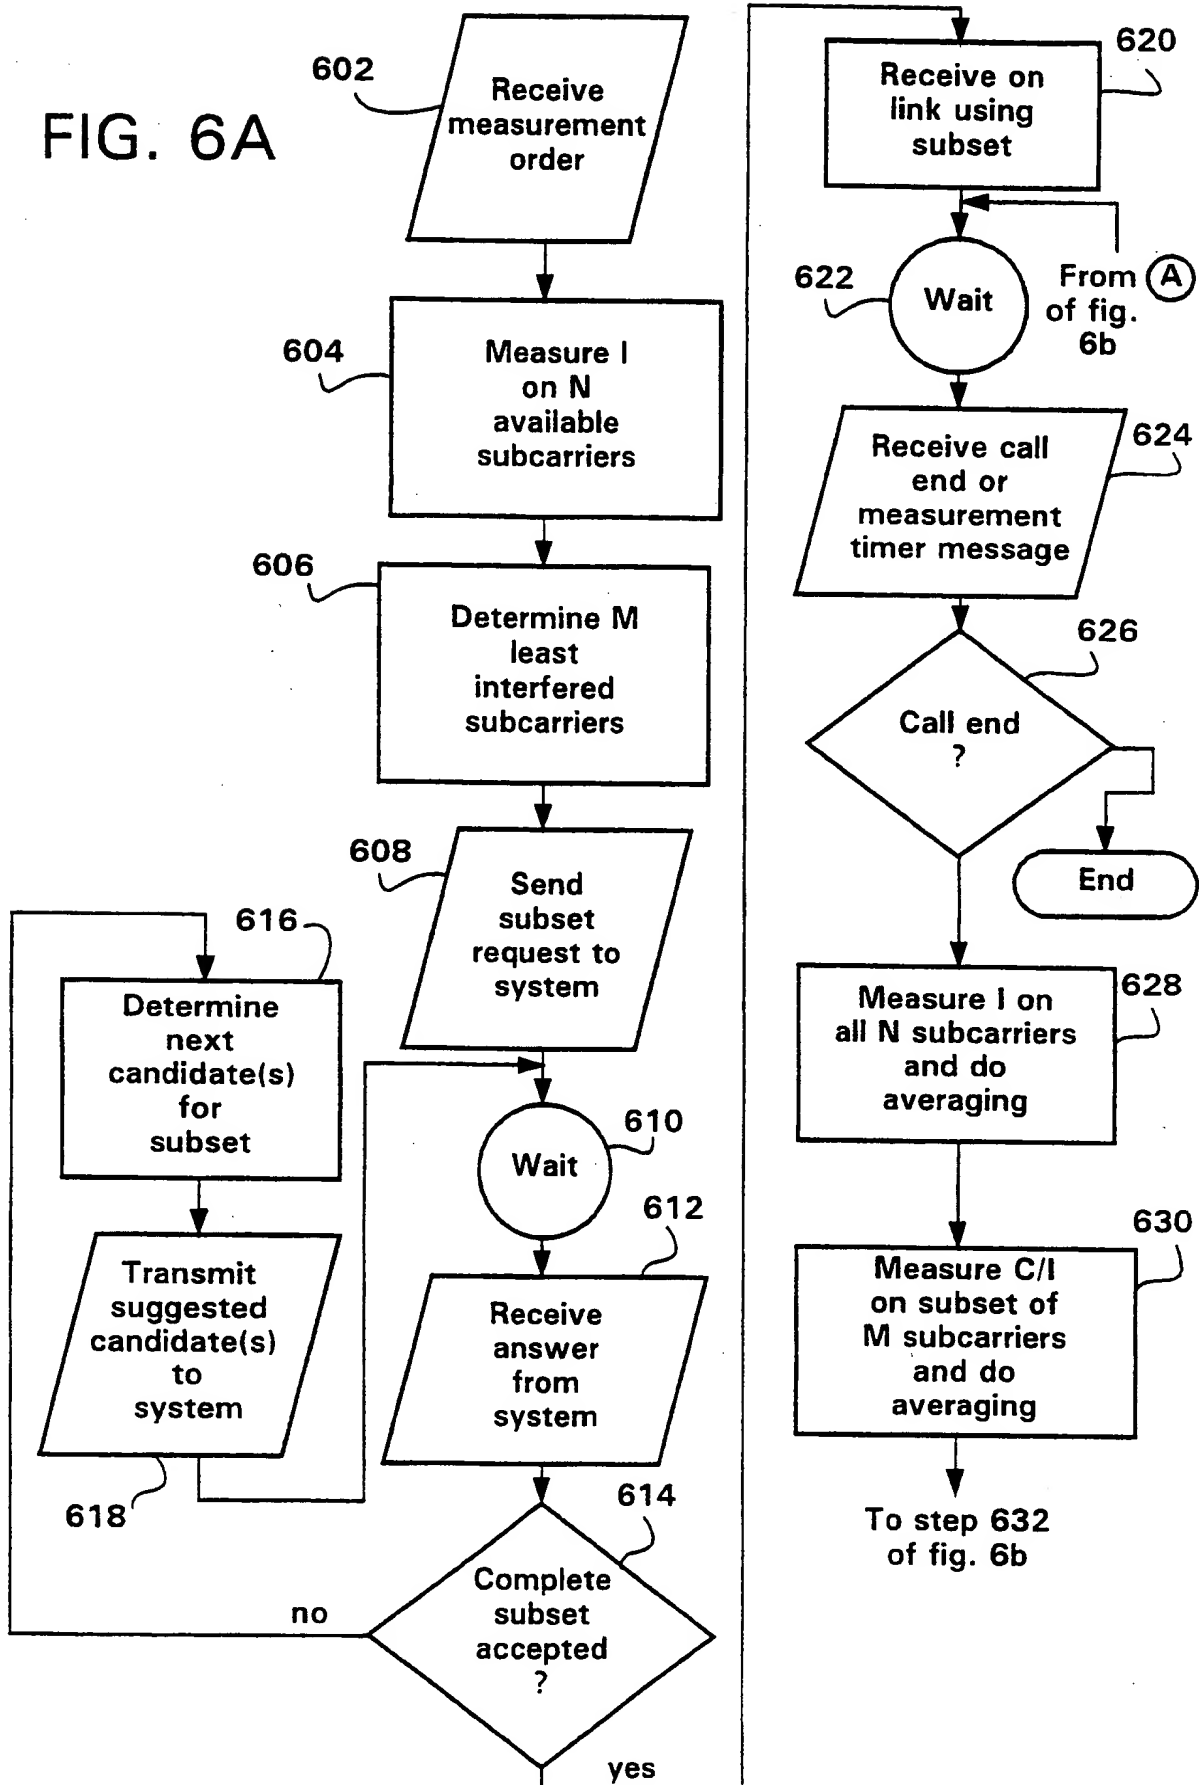 FIG. 6A
602
Receive
measurement
order
604
Measure I
on N
available
subcarriers
606
Determine M
least
interfered
subcarriers
608
Send
subset
request to
system
616
Determine
next
candidate(s)
for
subset
610
Wait
612
Receive
answer
from
system
Transmit
suggested
candidate(s)
to
system
618
614
Complete
subset
accepted
?
no
yes
620
Receive on
link using
subset
622
Wait
From A
of fig.
6b
624
Receive call
end or
measurement
timer message
626
Call end
?
End
628
Measure I on
all N subcarriers
and do
averaging
630
Measure C/I
on subset of
M subcarriers
and do
averaging
To step 632
of fig. 6b